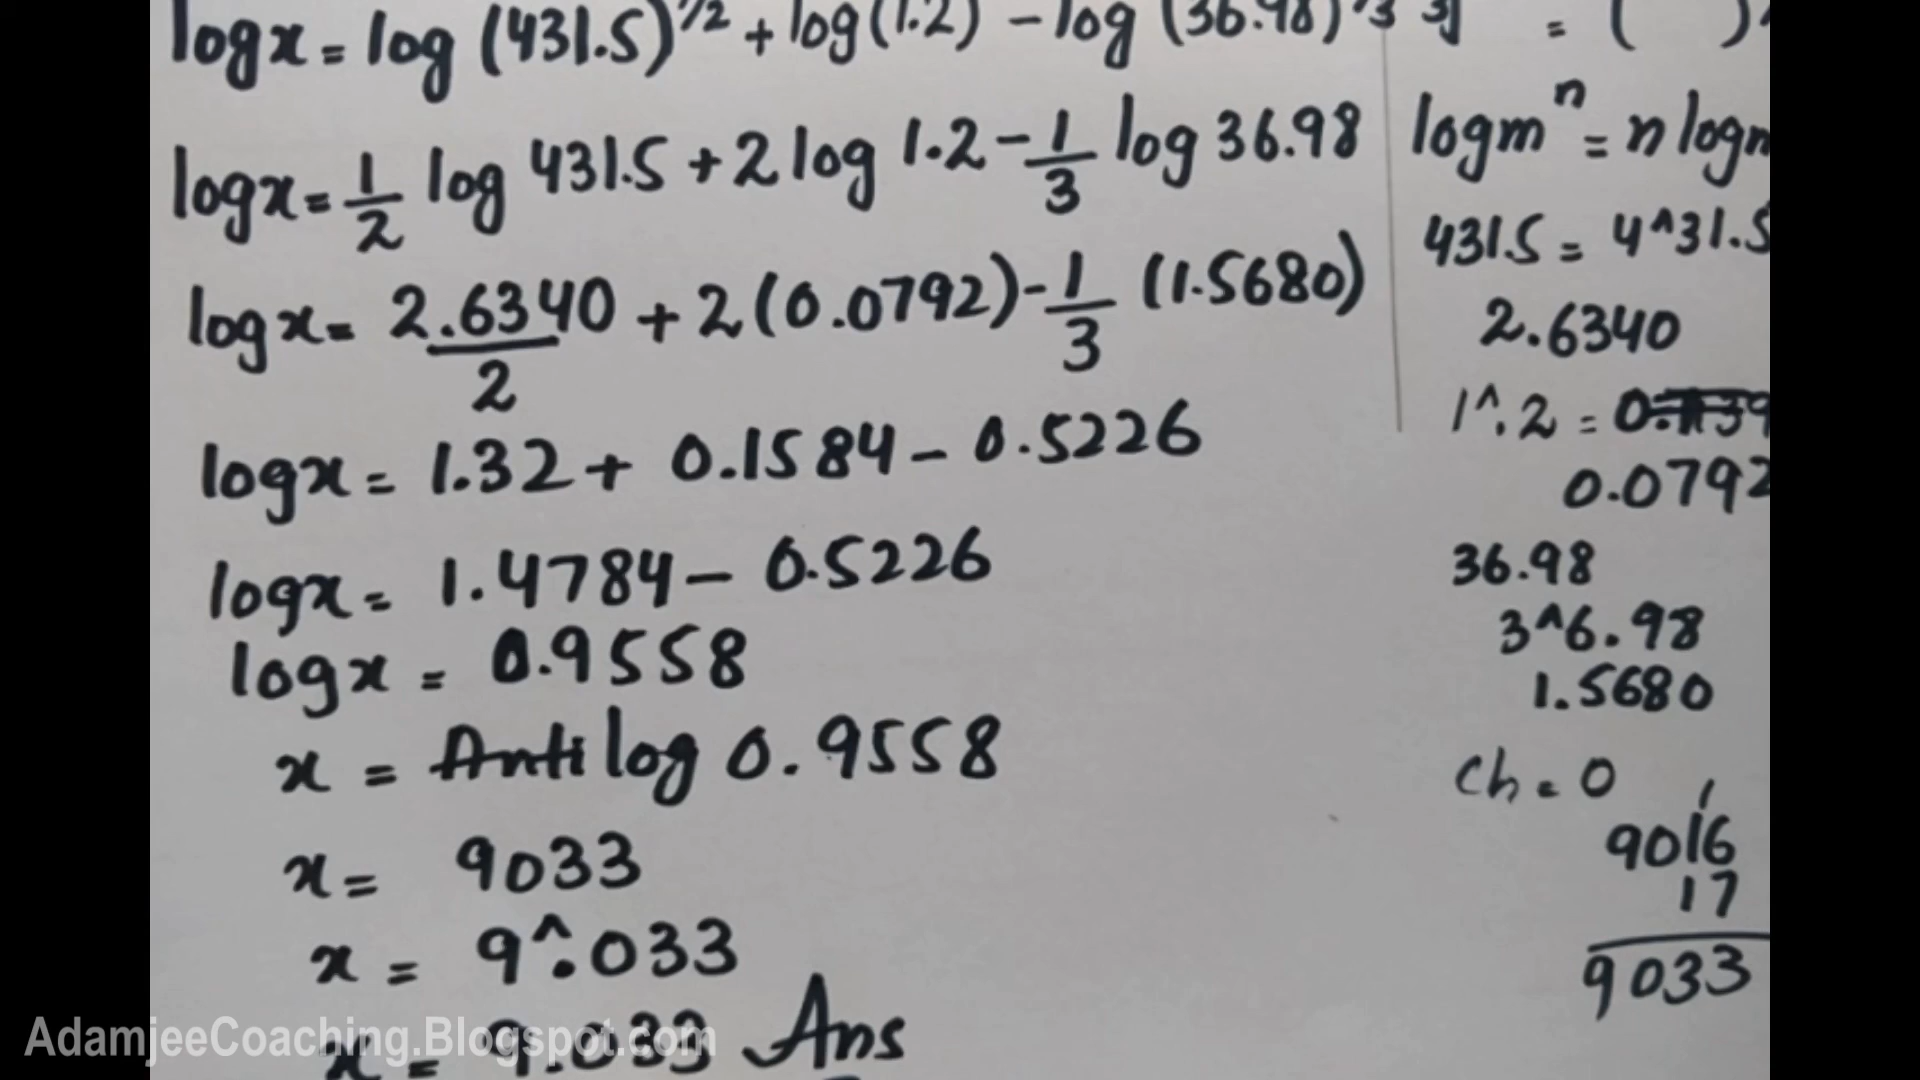 logx = log (431.5)^1/2 + log(1.2) - log (36.98)
logx = 1/2 log 431.5 + 2 log 1.2 - 1/3 log 36.98
logx = 2.6340/2 + 2(0.0792) - 1/3 (1.5680)
logx = 1.32 + 0.1584 - 0.5226
logx = 1.4784 - 0.5226
logx = 0.9558
x = Antilog 0.9558
x = 9033
x = 9^.033
x = 9.033 Ans
= ( )
logm^n = n logm
431.5 = 4^31.5
2.6340
1^.2 =
0.0792
36.98
3^6.98
1.5680
Ch = 0
1
9016
17
9033
AdamjeeCoaching.Blogspot.com